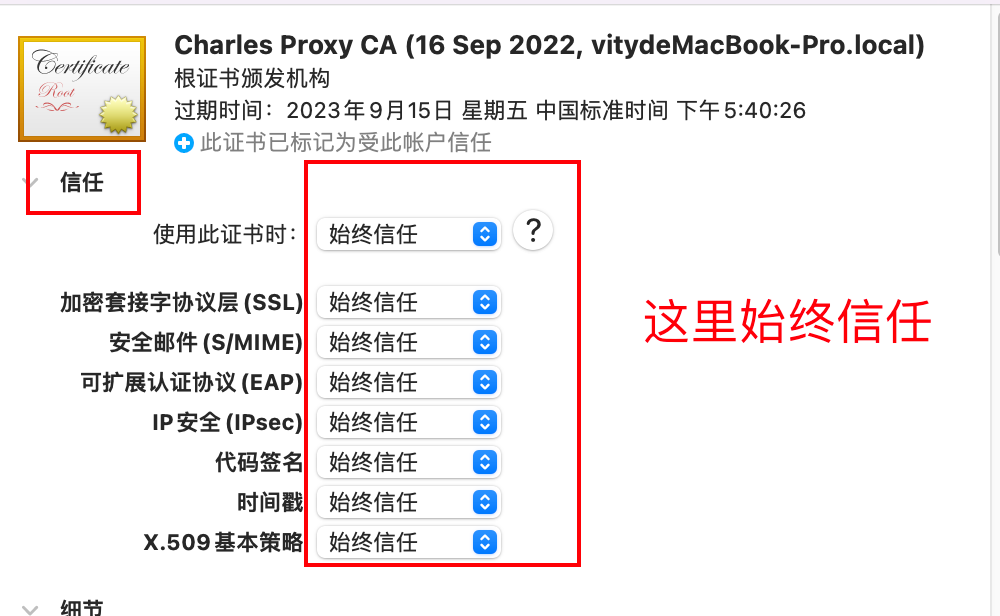 Certificate
Root
Charles Proxy CA (16 Sep 2022, vitydeMacBook-Pro.local)
根证书颁发机构
过期时间：2023年9月15日 星期五 中国标准时间 下午5:40:26
此证书已标记为受此帐户信任
信任
使用此证书时： 始终信任 ?
加密套接字协议层(SSL) 始终信任
这里始终信任
安全邮件(S/MIME) 始终信任
可扩展认证协议(EAP) 始终信任
IP安全(IPsec) 始终信任
代码签名 始终信任
时间戳 始终信任
X.509基本策略 始终信任
细节